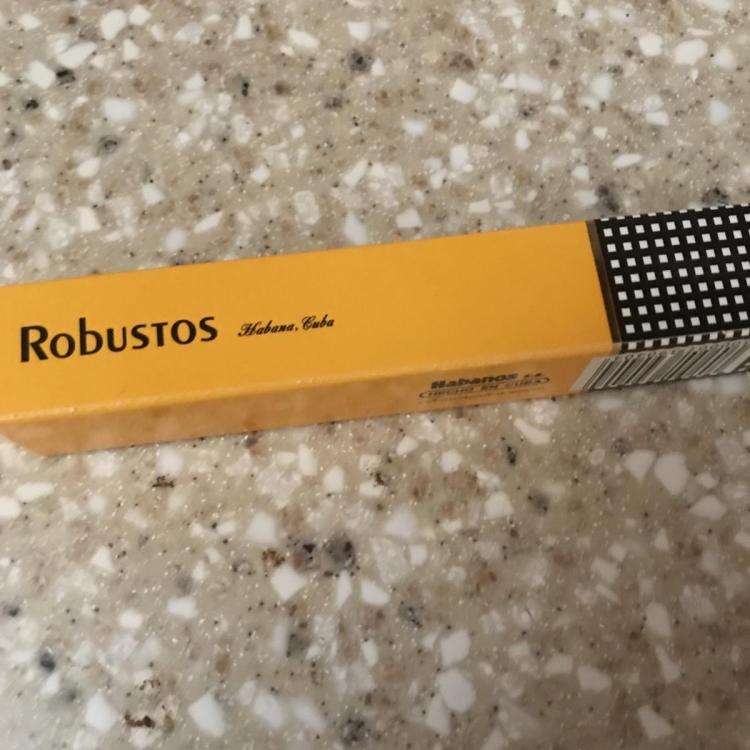 Robustos Habana, Cuba
Habanos s.a.
HECHO EN CUBA